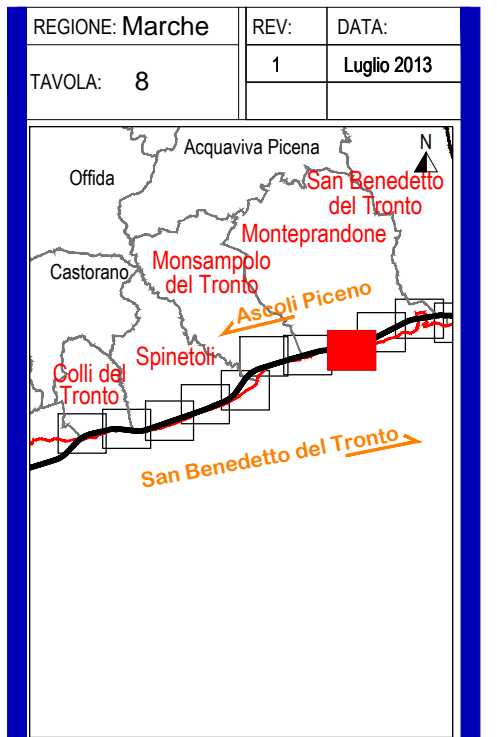 REGIONE: Marche
REV:
DATA:
TAVOLA: 8
1
Luglio 2013
N
Acquaviva Picena
Offida
San Benedetto
del Tronto
Monteprandone
Castorano
Monsampolo
del Tronto
Ascoli Piceno
Spinetoli
Colli del
Tronto
San Benedetto del Tronto